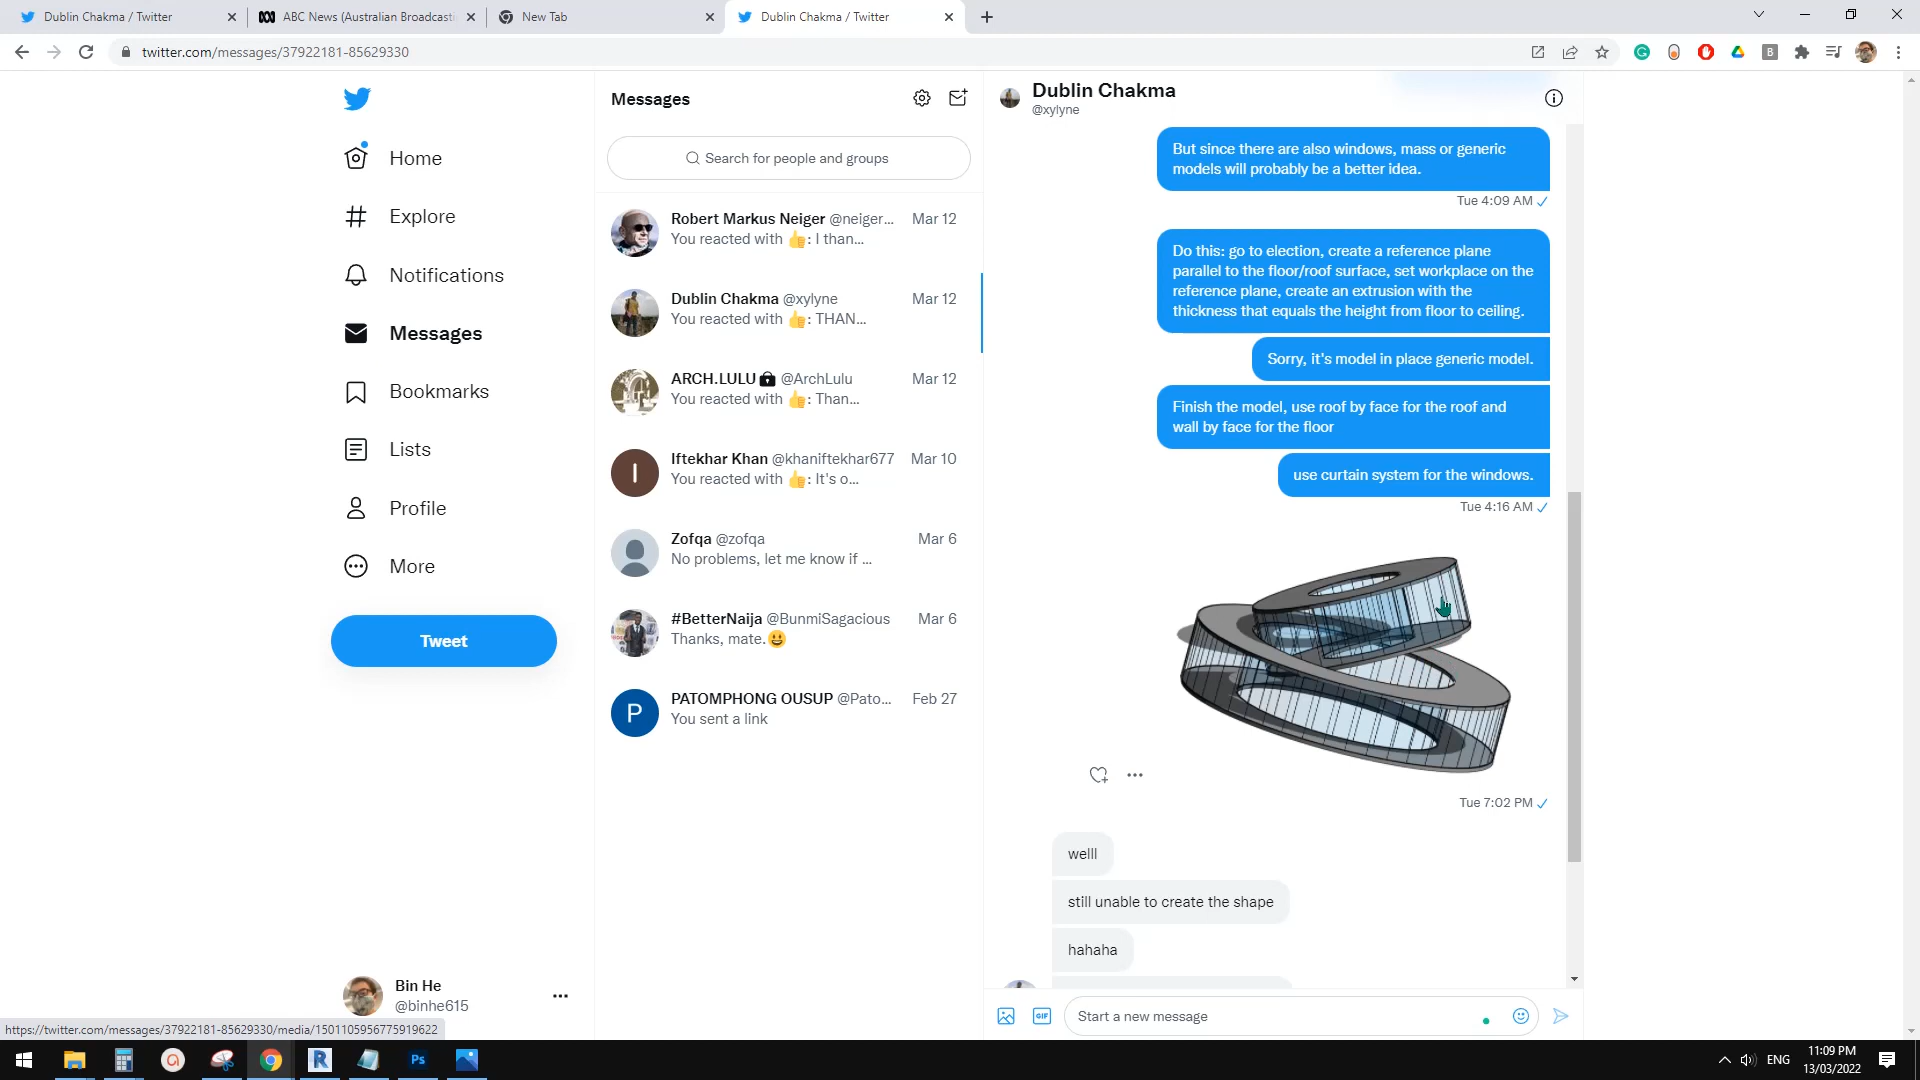 Dublin Chakma / Twitter
ABC News (Australian Broadcasti
New Tab
Dublin Chakma / Twitter
twitter.com/messages/37922181-85629330
Home
Explore
Notifications
Messages
Bookmarks
Lists
Profile
More
Tweet
Bin He
@binhe615
https://twitter.com/messages/37922181-85629330/media/1501105956775919622
Messages
Search for people and groups
Robert Markus Neiger @neiger... Mar 12
You reacted with 👍: I than...
Dublin Chakma @xylyne Mar 12
You reacted with 👍: THAN...
ARCH.LULU @ArchLulu Mar 12
You reacted with 👍: Than...
I
Iftekhar Khan @khaniftekhar677 Mar 10
You reacted with 👍: It's o...
Zofqa @zofqa Mar 6
No problems, let me know if ...
#BetterNaija @BunmiSagacious Mar 6
Thanks, mate.😃
P
PATOMPHONG OUSUP @Pato... Feb 27
You sent a link
Dublin Chakma
@xylyne
But since there are also windows, mass or generic
models will probably be a better idea.
Tue 4:09 AM
Do this: go to election, create a reference plane
parallel to the floor/roof surface, set workplace on the
reference plane, create an extrusion with the
thickness that equals the height from floor to ceiling.
Sorry, it's model in place generic model.
Finish the model, use roof by face for the roof and
wall by face for the floor
use curtain system for the windows.
Tue 4:16 AM
Tue 7:02 PM
welll
still unable to create the shape
hahaha
GIF
Start a new message
R
Ps
ENG
11:09 PM
13/03/2022